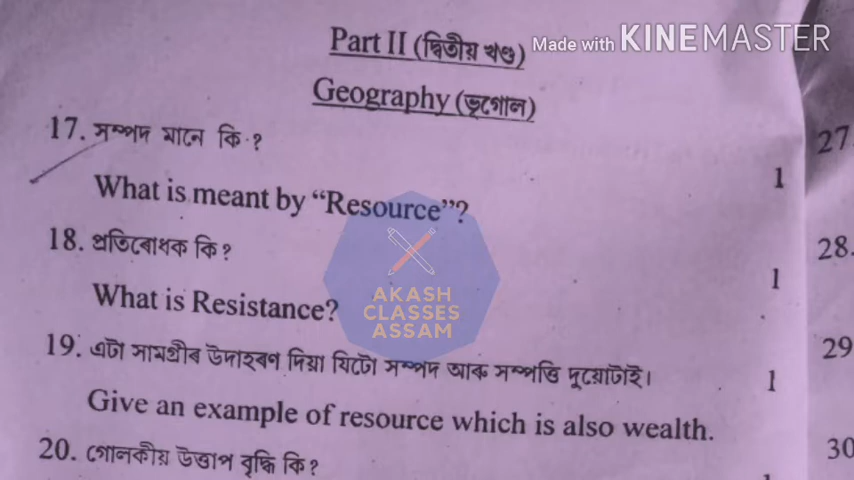 Made with KINEMASTER
Part II (দ্বিতীয় খণ্ড)
Geography (ভূগোল)
17. সম্পদ মানে কি ?
1
27
What is meant by “Resource”?
18. প্ৰতিৰোধক কি?
1
28.
What is Resistance?
AKASH
CLASSES
ASSAM
19. এটা সামগ্ৰীৰ উদাহৰণ দিয়া যিটো সম্পদ আৰু সম্পত্তি দুয়োটাই।
1
29
Give an example of resource which is also wealth.
20. গোলকীয় উত্তাপ বৃদ্ধি কি?
30